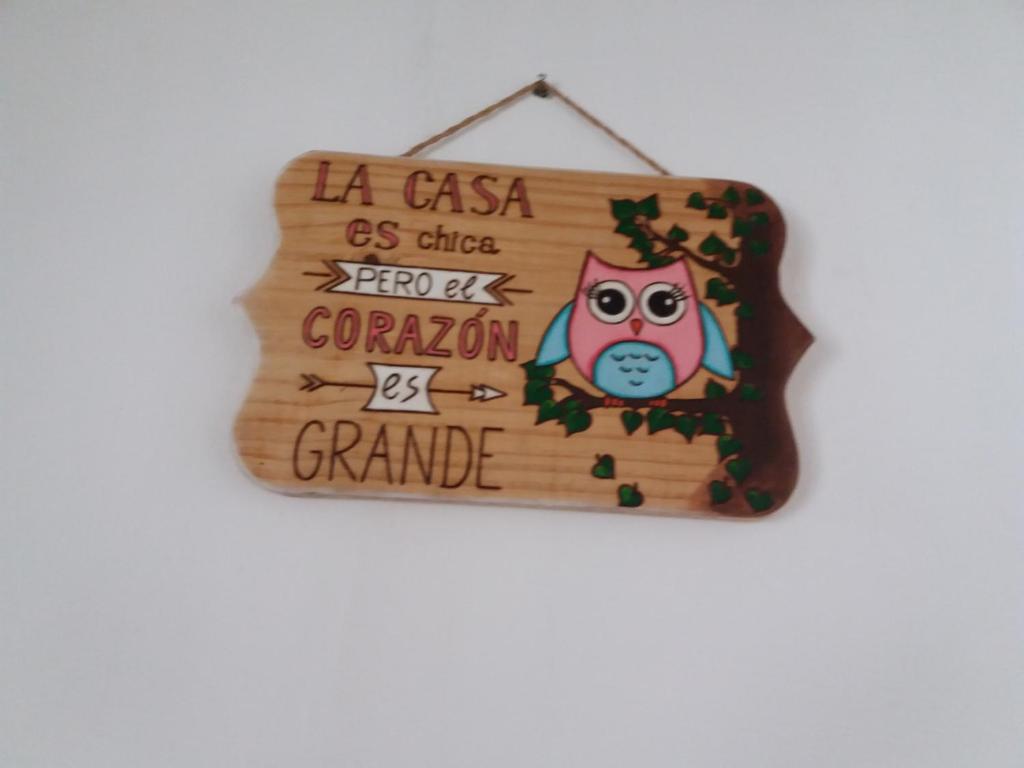 LA CASA
es chica
PERO el
CORAZÓN
es
GRANDE